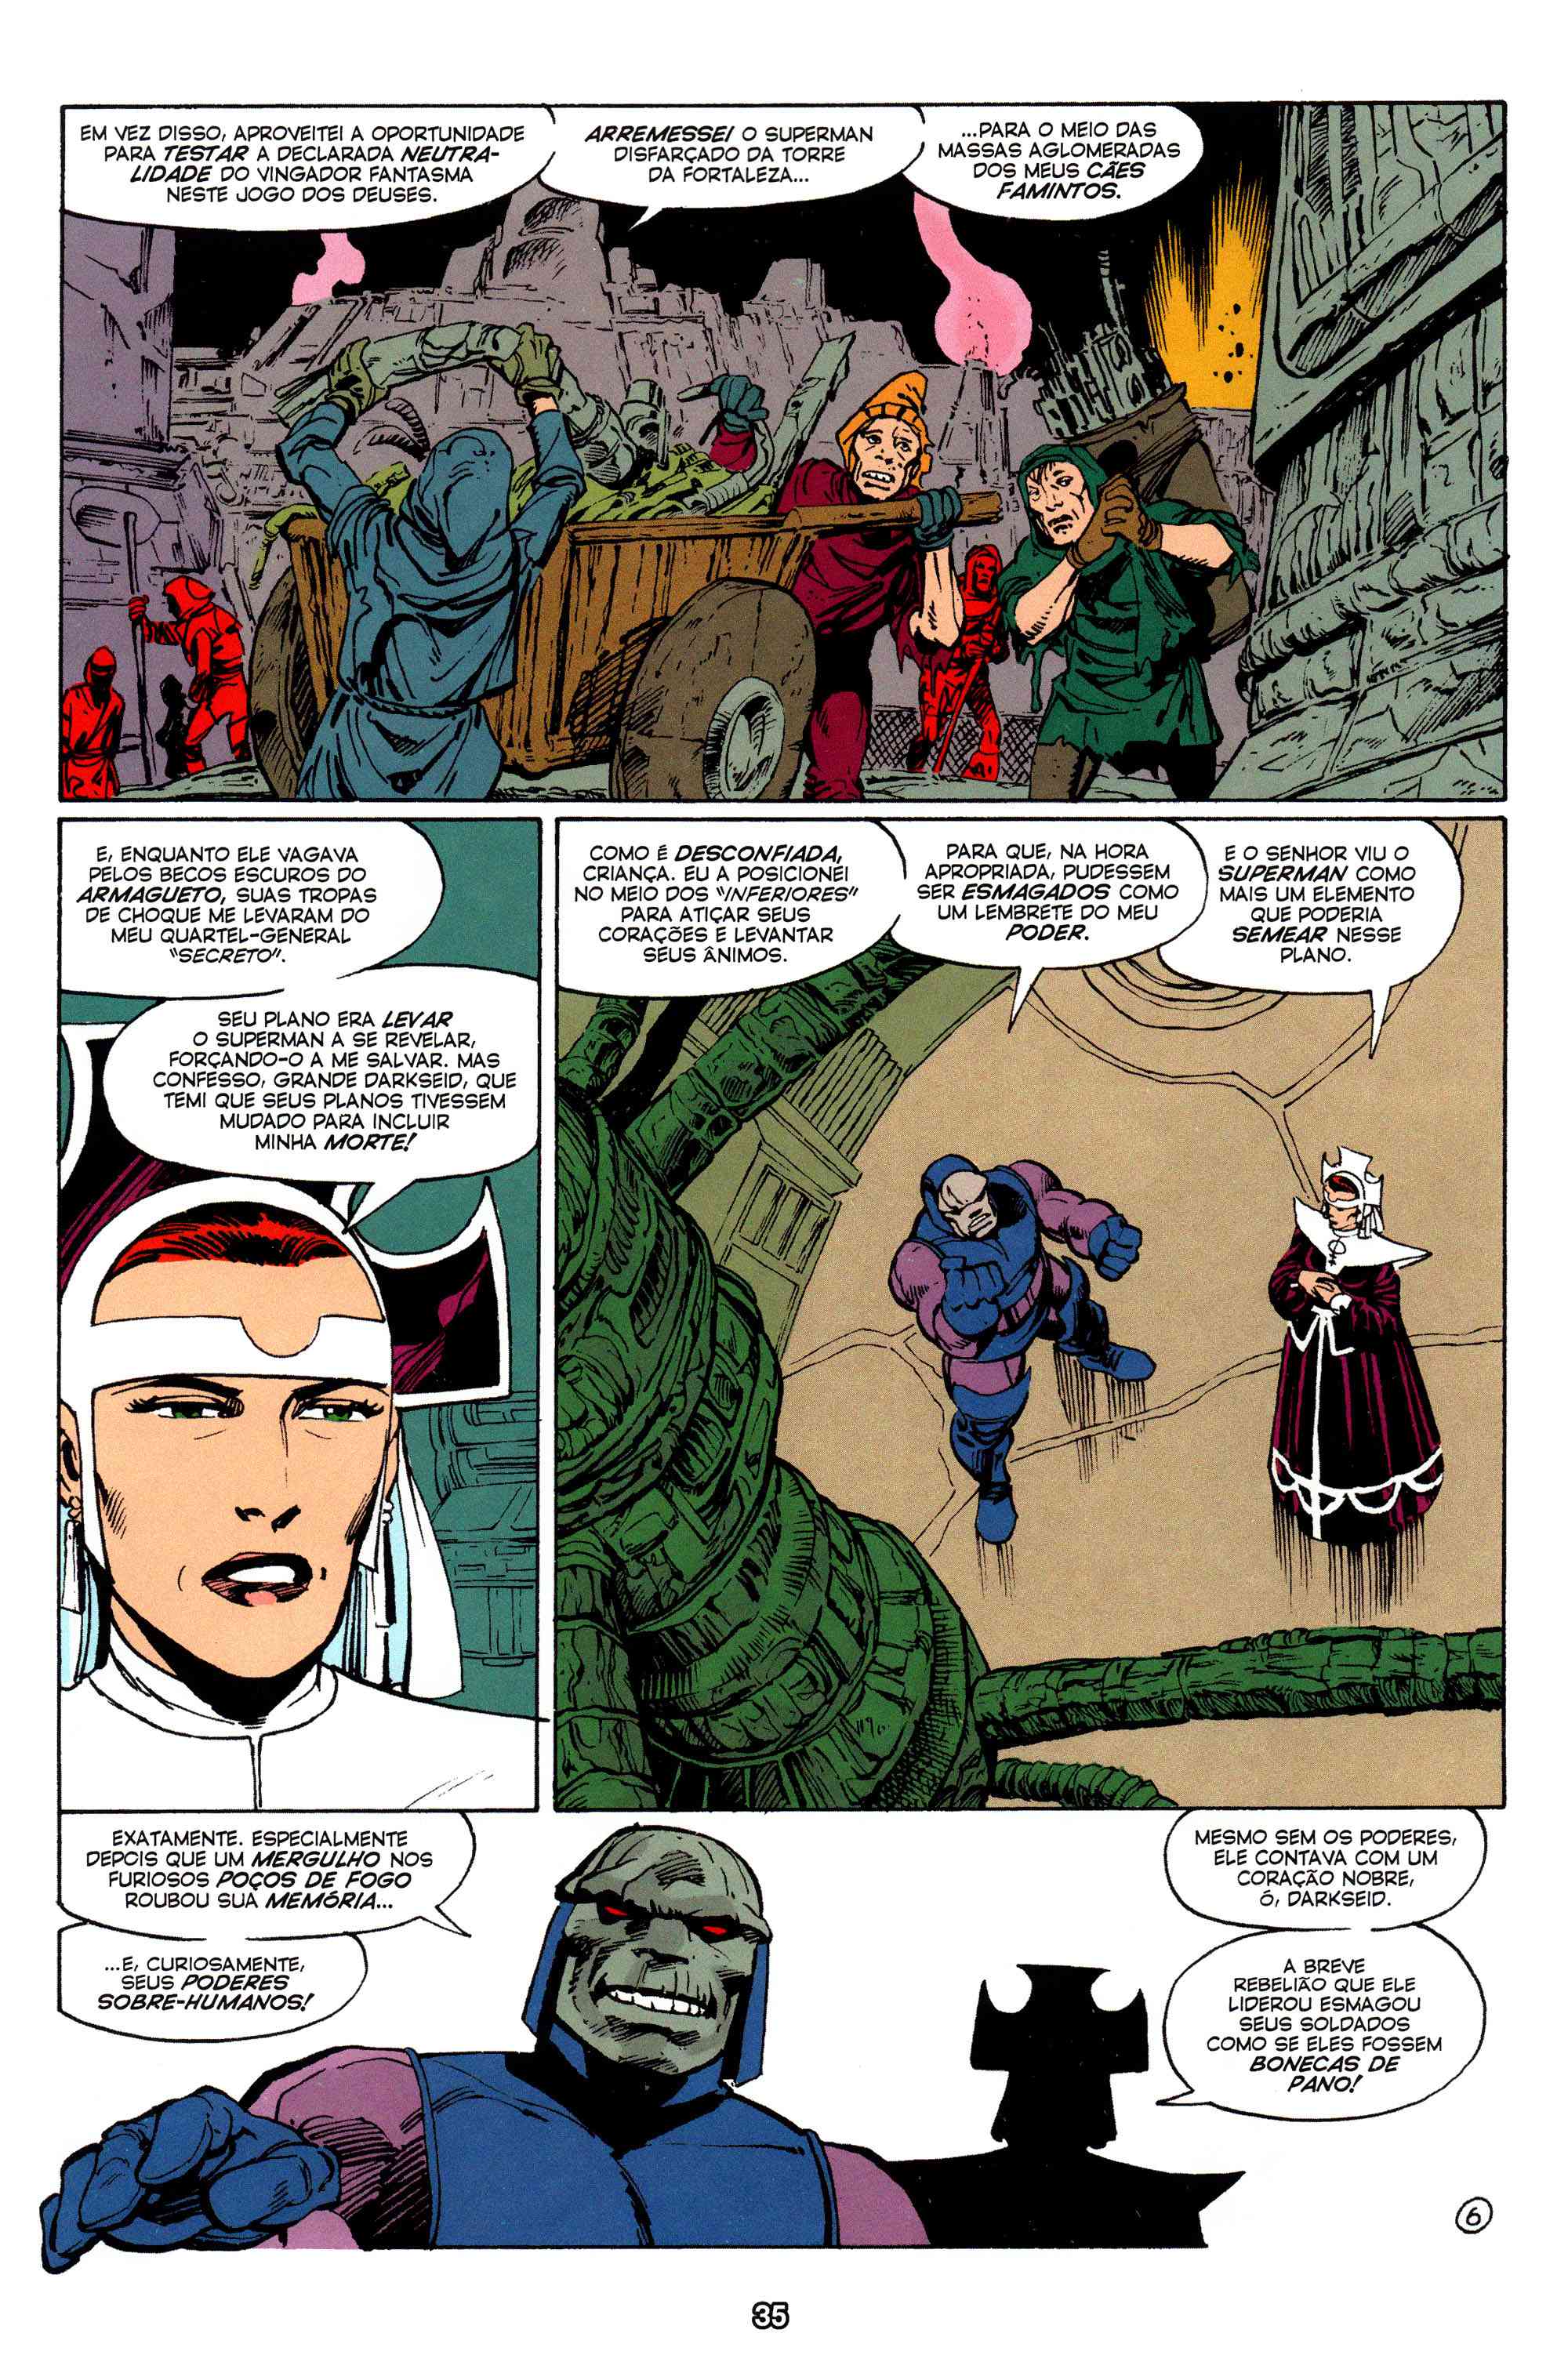 EM VEZ DISSO, APROVEITEI A OPORTUNIDADE
PARA TESTAR A DECLARADA NEUTRA-
LIDADE DO VINGADOR FANTASMA
NESTE JOGO DOS DEUSES.
ARREMESSEI O SUPERMAN
DISFARÇADO DA TORRE
DA FORTALEZA...
...PARA O MEIO DAS
MASSAS AGLOMERADAS
DOS MEUS CÃES
FAMINTOS.
E, ENQUANTO ELE VAGAVA
PELOS BECOS ESCUROS DO
ARMAGUETO, SUAS TROPAS
DE CHOQUE ME LEVARAM DO
MEU QUARTEL-GENERAL
"SECRETO".
SEU PLANO ERA LEVAR
O SUPERMAN A SE REVELAR,
FORÇANDO-O A ME SALVAR. MAS
CONFESSO, GRANDE DARKSEID, QUE
TEMI QUE SEUS PLANOS TIVESSEM
MUDADO PARA INCLUIR
MINHA MORTE!
COMO É DESCONFIADA,
CRIANÇA. EU A POSICIONEI
NO MEIO DOS "INFERIORES"
PARA ATIÇAR SEUS
CORAÇÕES E LEVANTAR
SEUS ÂNIMOS.
PARA QUE, NA HORA
APROPRIADA, PUDESSEM
SER ESMAGADOS COMO
UM LEMBRETE DO MEU
PODER.
E O SENHOR VIU O
SUPERMAN COMO
MAIS UM ELEMENTO
QUE PODERIA
SEMEAR NESSE
PLANO.
EXATAMENTE. ESPECIALMENTE
DEPOIS QUE UM MERGULHO NOS
FURIOSOS POÇOS DE FOGO
ROUBOU SUA MEMÓRIA...
...E, CURIOSAMENTE,
SEUS PODERES
SOBRE-HUMANOS!
MESMO SEM OS PODERES,
ELE CONTAVA COM UM
CORAÇÃO NOBRE,
Ó, DARKSEID.
A BREVE
REBELIÃO QUE ELE
LIDEROU ESMAGOU
SEUS SOLDADOS
COMO SE ELES FOSSEM
BONECAS DE
PANO!
6
35